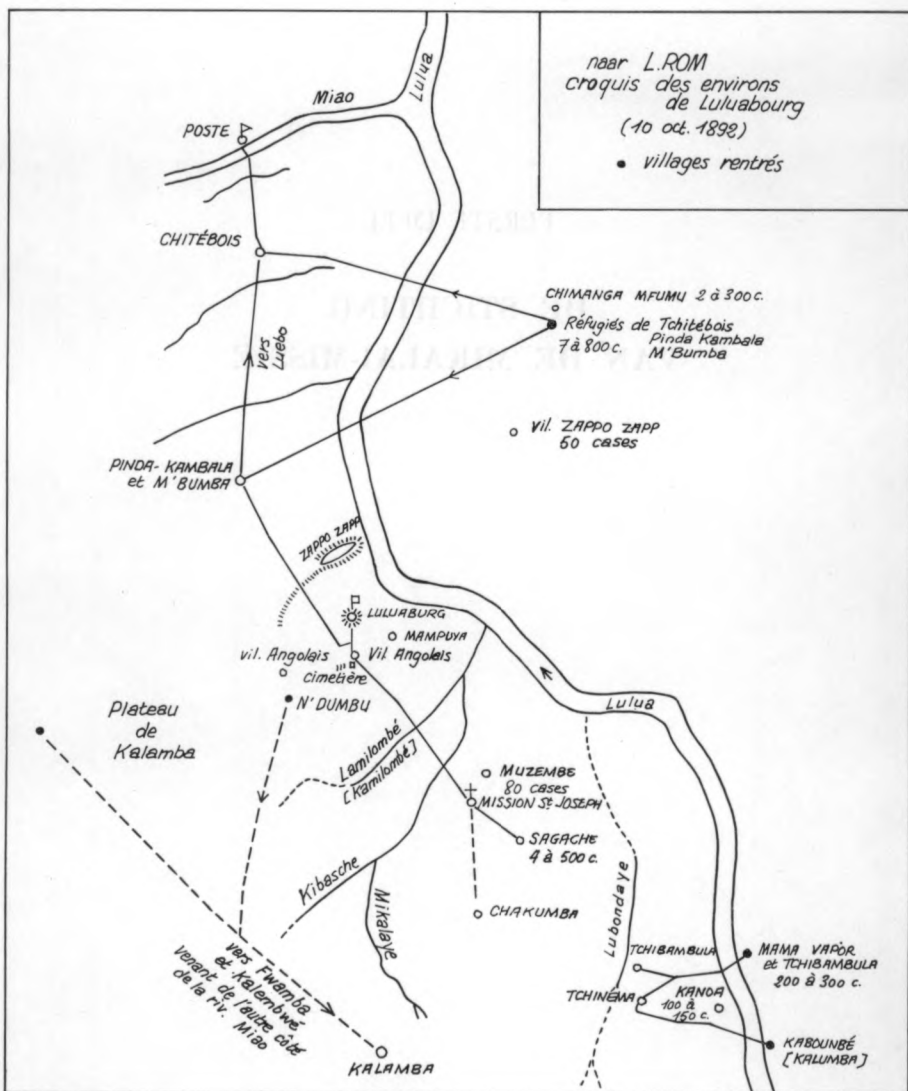 naar L.ROM
croquis des environs
de Luluabourg
(10 oct. 1892)
● villages rentrés
Lulua
Miao
POSTE
CHITÉBOIS
CHIMANGA MFUMU 2 à 300 c.
Réfugiés de Tchitébois
Pinda Kambala
7 à 800 c. M'Bumba
vers
Luebo
Vil. ZAPPO ZAPP
50 cases
PINDA-KAMBALA
et M'BUMBA
ZAPPO ZAPP
LULUABURG
MAMPUYA
Vil. Angolais
vil. Angolais
cimetière
N'DUMBU
Plateau
de
Kalamba
Lulua
Lamilombé
[Kamilombé]
MUZEMBE
80 cases
MISSION St. JOSEPH
SAGACHE
4 à 500 c.
Kibasche
Mikalaye
CHAKUMBA
Lubondaye
TCHIBAMBULA
MAMA VAPOR
et TCHIBAMBULA
200 à 300 c.
TCHINÉMA
KANDA
100 à
150 c.
KABOUNBÉ
[KALUMBA]
vers Fwamba
et Kalembwé
venant de l'autre côté
de la riv. Miao
KALAMBA